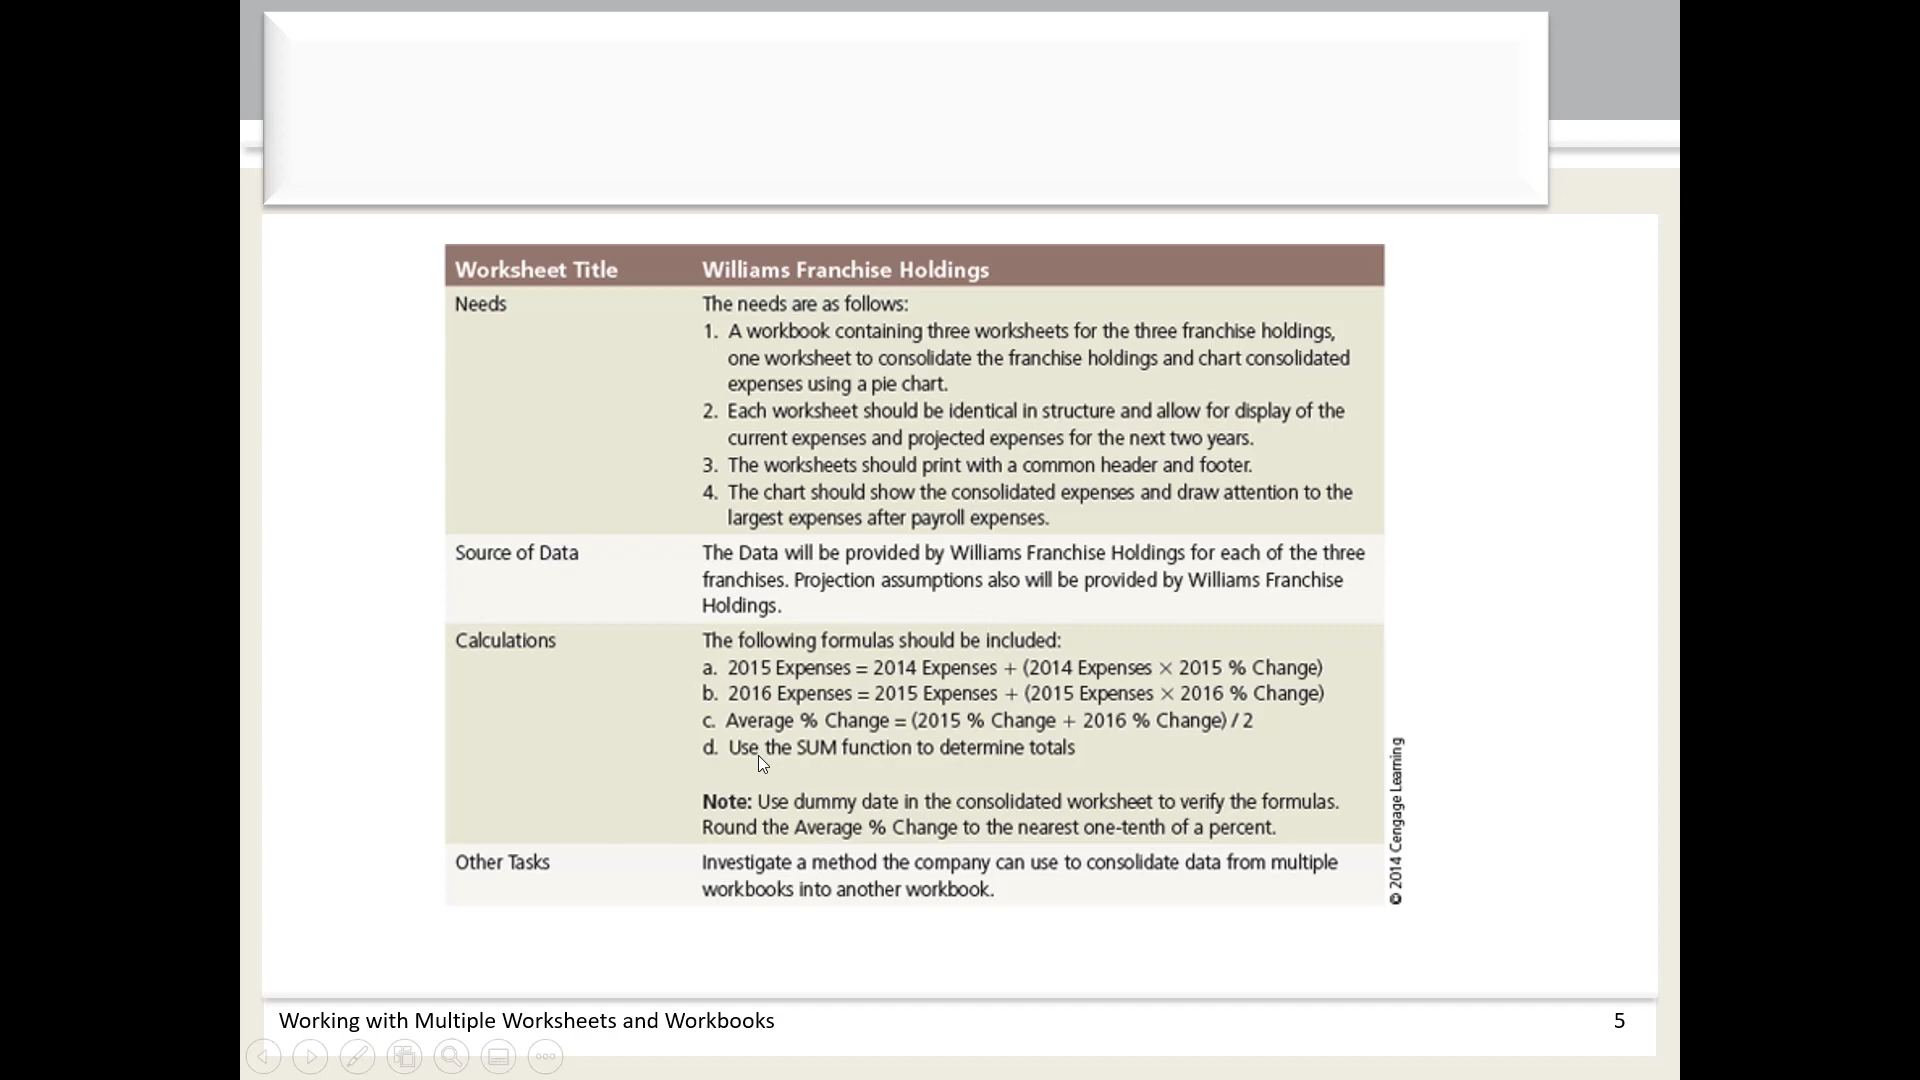 Worksheet Title Williams Franchise Holdings
Needs The needs are as follows:
1. A workbook containing three worksheets for the three franchise holdings,
one worksheet to consolidate the franchise holdings and chart consolidated
expenses using a pie chart.
2. Each worksheet should be identical in structure and allow for display of the
current expenses and projected expenses for the next two years.
3. The worksheets should print with a common header and footer.
4. The chart should show the consolidated expenses and draw attention to the
largest expenses after payroll expenses.
Source of Data The Data will be provided by Williams Franchise Holdings for each of the three
franchises. Projection assumptions also will be provided by Williams Franchise
Holdings.
Calculations The following formulas should be included:
a. 2015 Expenses = 2014 Expenses + (2014 Expenses × 2015 % Change)
b. 2016 Expenses = 2015 Expenses + (2015 Expenses × 2016 % Change)
c. Average % Change = (2015 % Change + 2016 % Change) / 2
d. Use the SUM function to determine totals
Note: Use dummy date in the consolidated worksheet to verify the formulas.
Round the Average % Change to the nearest one-tenth of a percent.
Other Tasks Investigate a method the company can use to consolidate data from multiple
workbooks into another workbook.
© 2014 Cengage Learning
Working with Multiple Worksheets and Workbooks 5